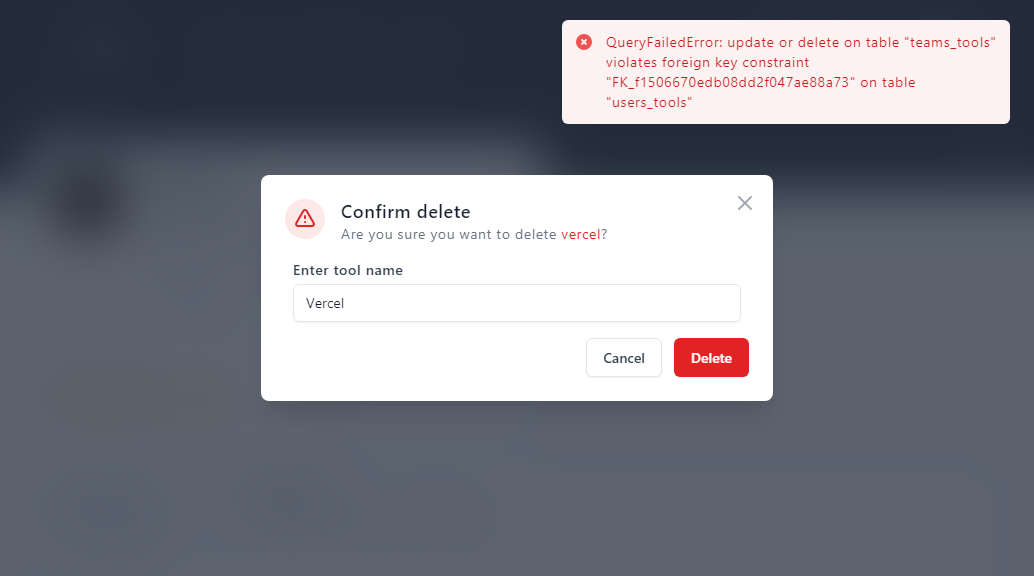 QueryFailedError: update or delete on table "teams_tools"
violates foreign key constraint
"FK_f1506670edb08dd2f047ae88a73" on table
"users_tools"
Confirm delete
Are you sure you want to delete vercel?
Enter tool name
Vercel
Cancel
Delete